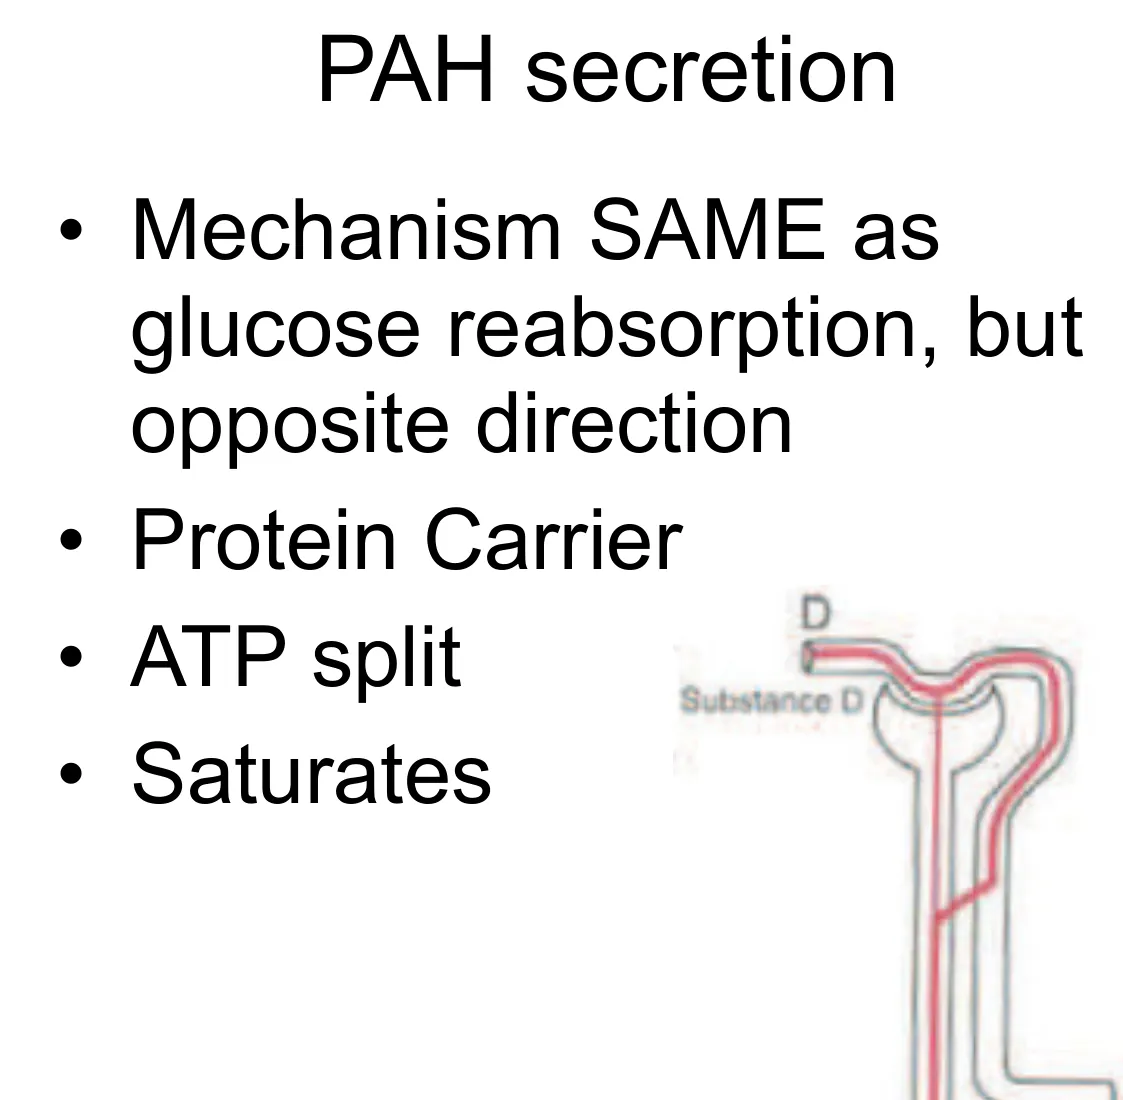 PAH secretion
• Mechanism SAME as
glucose reabsorption, but
opposite direction
• Protein Carrier
• ATP split
• Saturates
D
Substance D